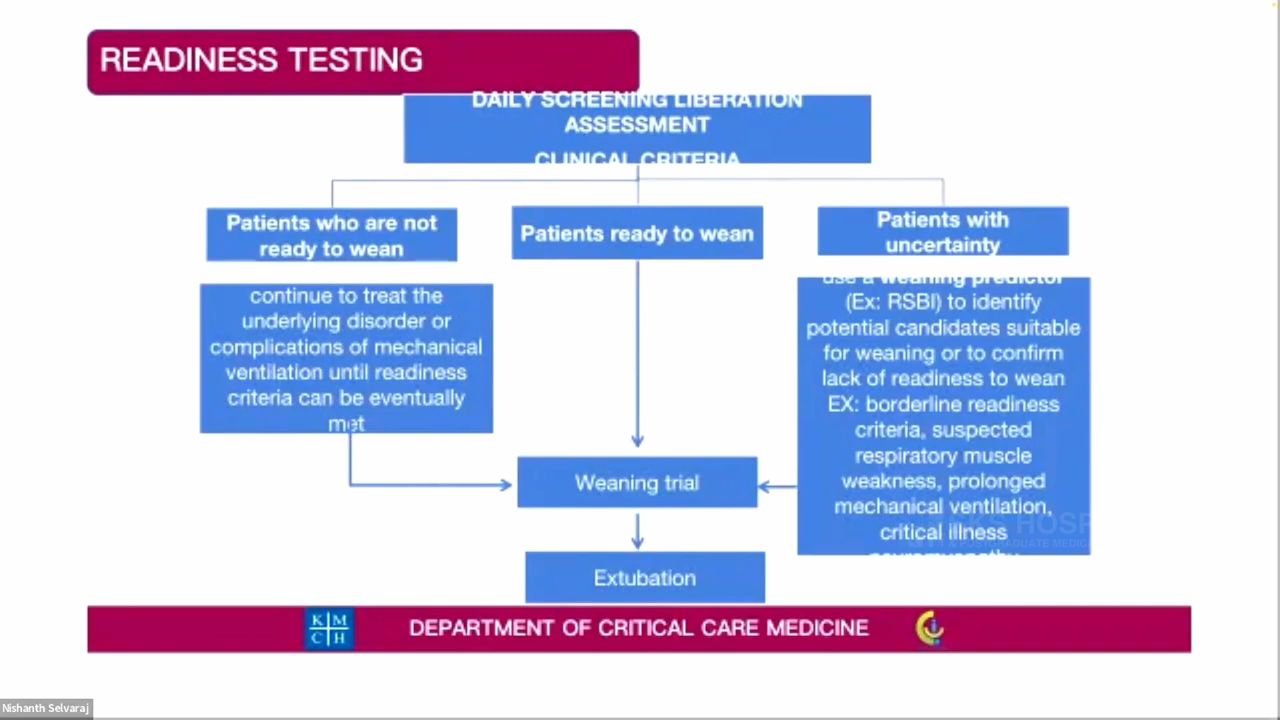 READINESS TESTING
DAILY SCREENING LIBERATION
ASSESSMENT
CLINICAL CRITERIA
Patients who are not
ready to wean
Patients ready to wean
Patients with
uncertainty
continue to treat the
underlying disorder or
complications of mechanical
ventilation until readiness
criteria can be eventually
met
use a weaning predictor
(Ex: RSBI) to identify
potential candidates suitable
for weaning or to confirm
lack of readiness to wean
EX: borderline readiness
criteria, suspected
respiratory muscle
weakness, prolonged
mechanical ventilation,
critical illness
Weaning trial
Extubation
K M
C H
DEPARTMENT OF CRITICAL CARE MEDICINE
Nishanth Selvaraj